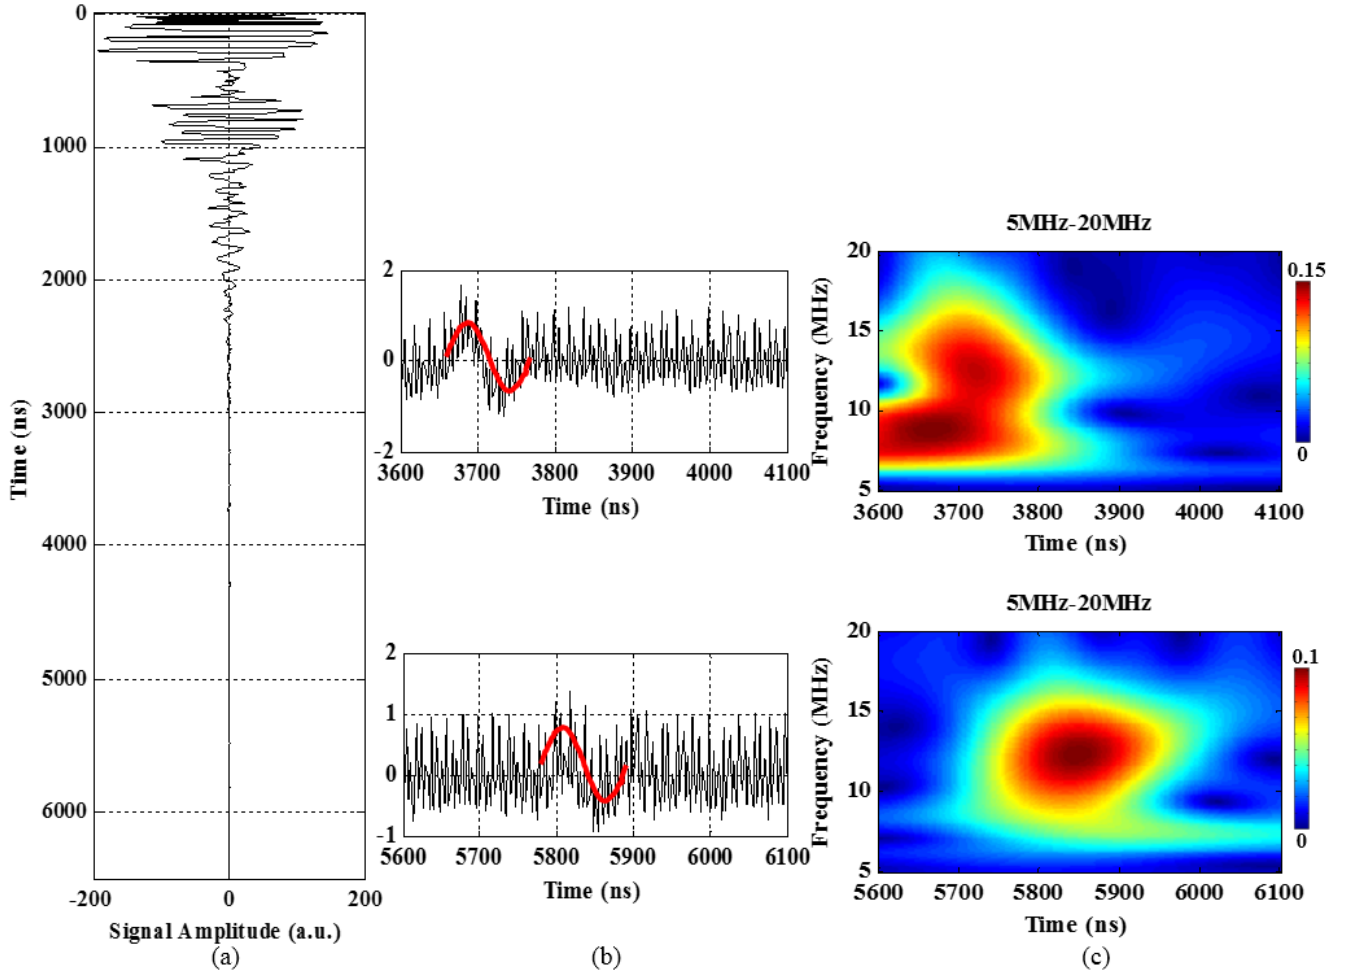 0
1000
2000
3000
4000
5000
6000
Time (ns)
-200 0 200
Signal Amplitude (a.u.)
(a)
2
0
-2
3600 3700 3800 3900 4000 4100
Time (ns)
2
1
0
-1
5600 5700 5800 5900 6000 6100
Time (ns)
(b)
5MHz-20MHz
20
15
10
5
Frequency (MHz)
3600 3700 3800 3900 4000 4100
Time (ns)
0.15
0
5MHz-20MHz
20
15
10
5
Frequency (MHz)
5600 5700 5800 5900 6000 6100
Time (ns)
0.1
0
(c)